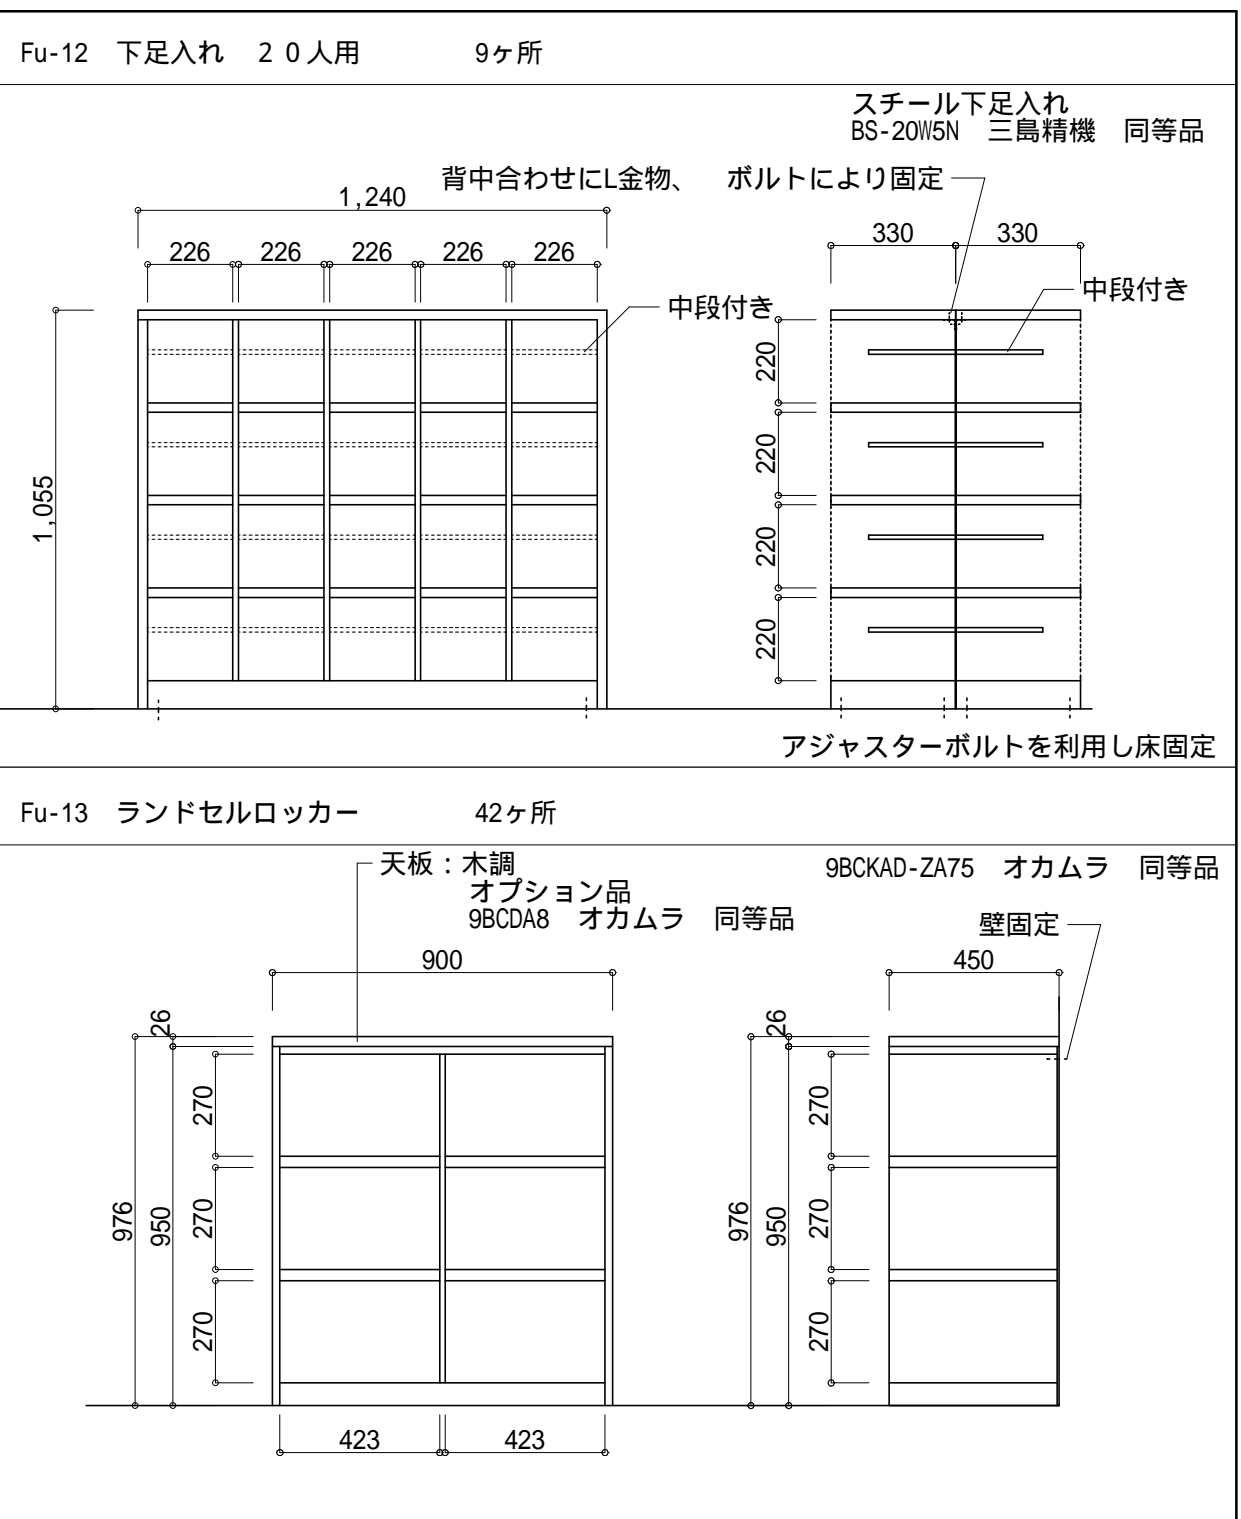 Fu-12　下足入れ　２０人用　9ヶ所
スチール下足入れ
BS-20W5N　三島精機　同等品
背中合わせにL金物、　ボルトにより固定
1,240
330　330
226　226　226　226　226
中段付き
中段付き
220
220
220
220
1,055
アジャスターボルトを利用し床固定
Fu-13　ランドセルロッカー　42ヶ所
天板：木調
オプション品
9BCDA8　オカムラ　同等品
9BCKAD-ZA75　オカムラ　同等品
壁固定
900
450
26
26
270
270
270
976
950
270
270
270
976
950
423　423